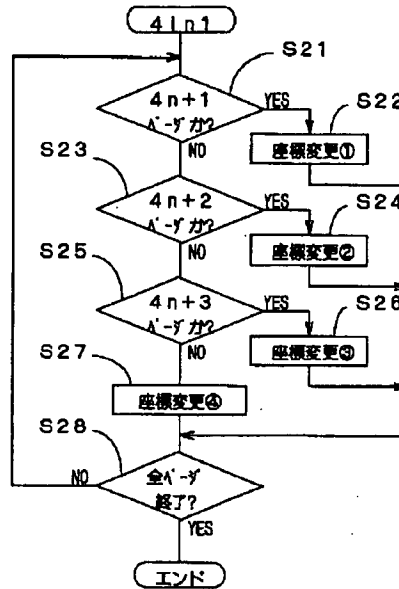 4in1
S21
4n+1
ページか?
YES
S22
座標変更①
NO
S23
4n+2
ページか?
YES
S24
座標変更②
NO
S25
4n+3
ページか?
YES
S26
座標変更③
NO
S27
座標変更④
S28
全ページ
終了?
NO
YES
エンド